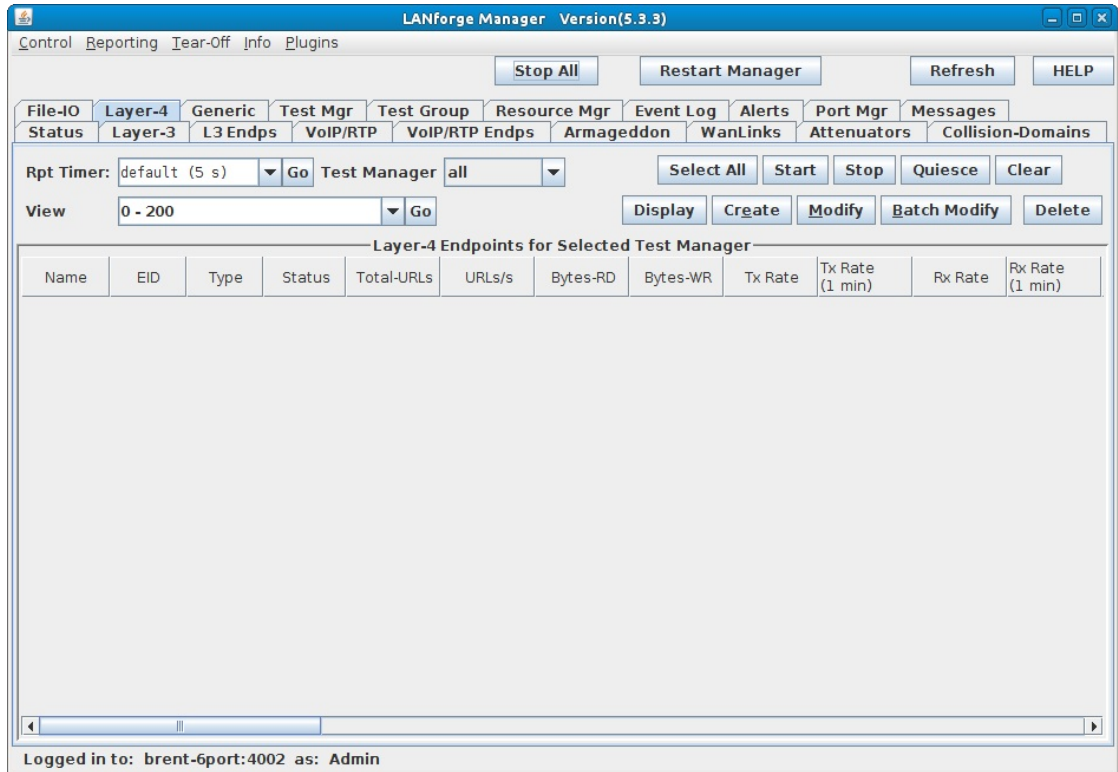 LANforge Manager Version(5.3.3)
Control Reporting Tear-Off Info Plugins
Stop All Restart Manager Refresh HELP
File-IO Layer-4 Generic Test Mgr Test Group Resource Mgr Event Log Alerts Port Mgr Messages
Status Layer-3 L3 Endps VoIP/RTP VoIP/RTP Endps Armageddon WanLinks Attenuators Collision-Domains
Rpt Timer: default (5 s) Go Test Manager all Select All Start Stop Quiesce Clear
View 0 - 200 Go Display Create Modify Batch Modify Delete
Layer-4 Endpoints for Selected Test Manager
Name EID Type Status Total-URLs URLs/s Bytes-RD Bytes-WR Tx Rate Tx Rate (1 min) Rx Rate Rx Rate (1 min)
Logged in to: brent-6port:4002 as: Admin